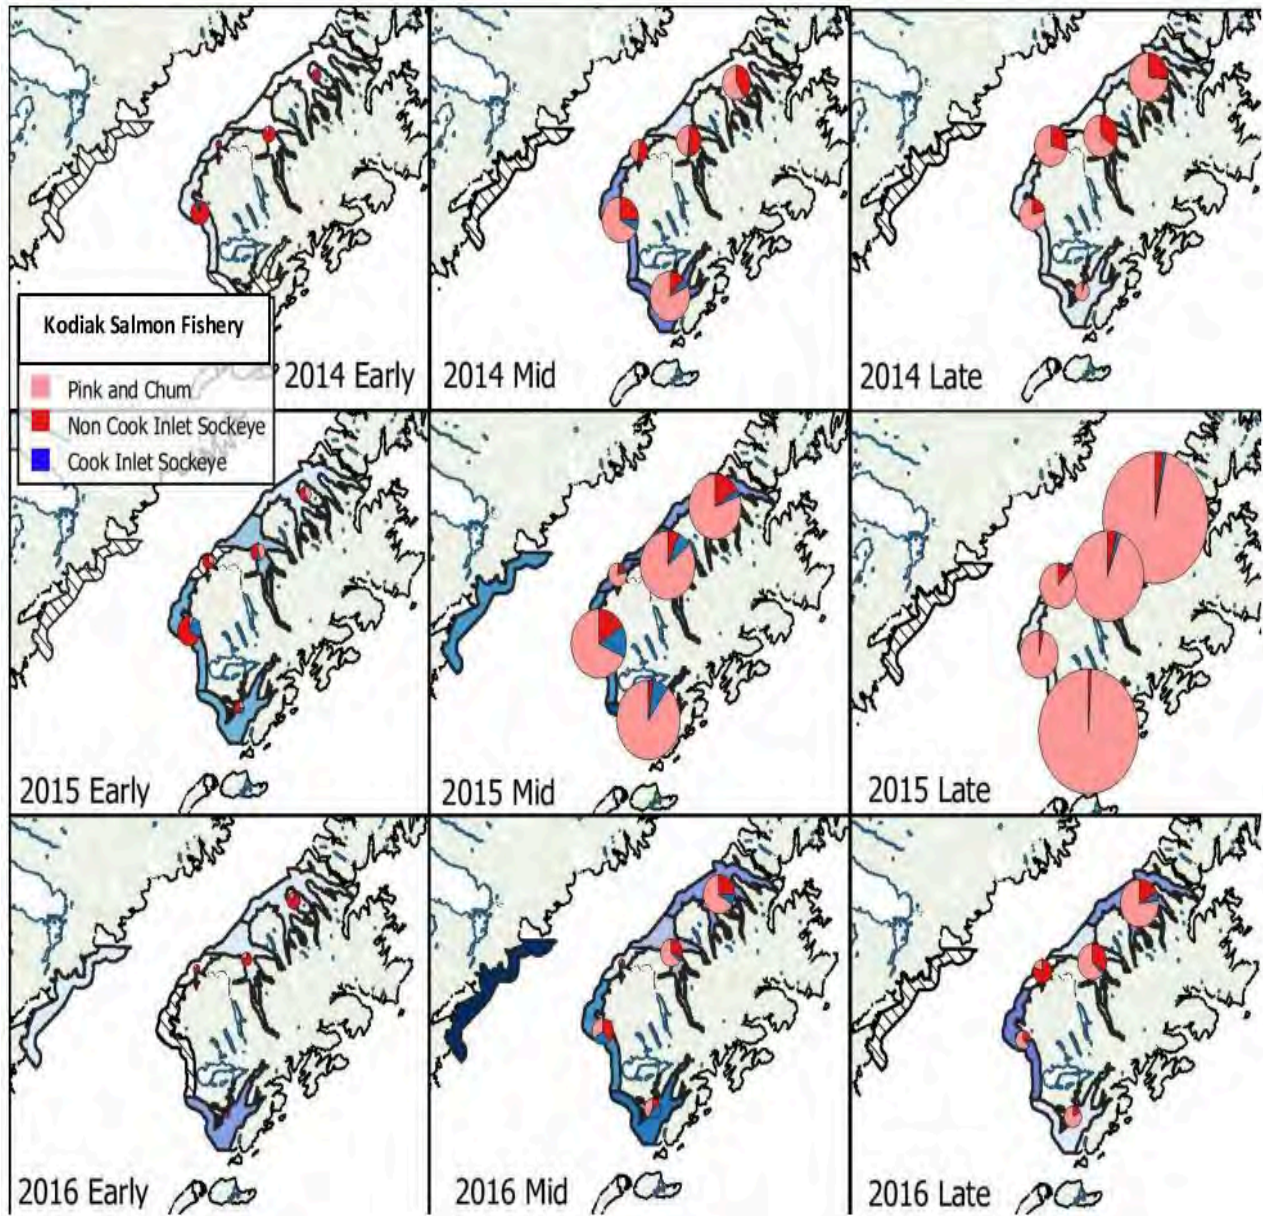 2014 Early
2014 Mid
2014 Late
Kodiak Salmon Fishery
Pink and Chum
Non Cook Inlet Sockeye
Cook Inlet Sockeye
2015 Early
2015 Mid
2015 Late
2016 Early
2016 Mid
2016 Late